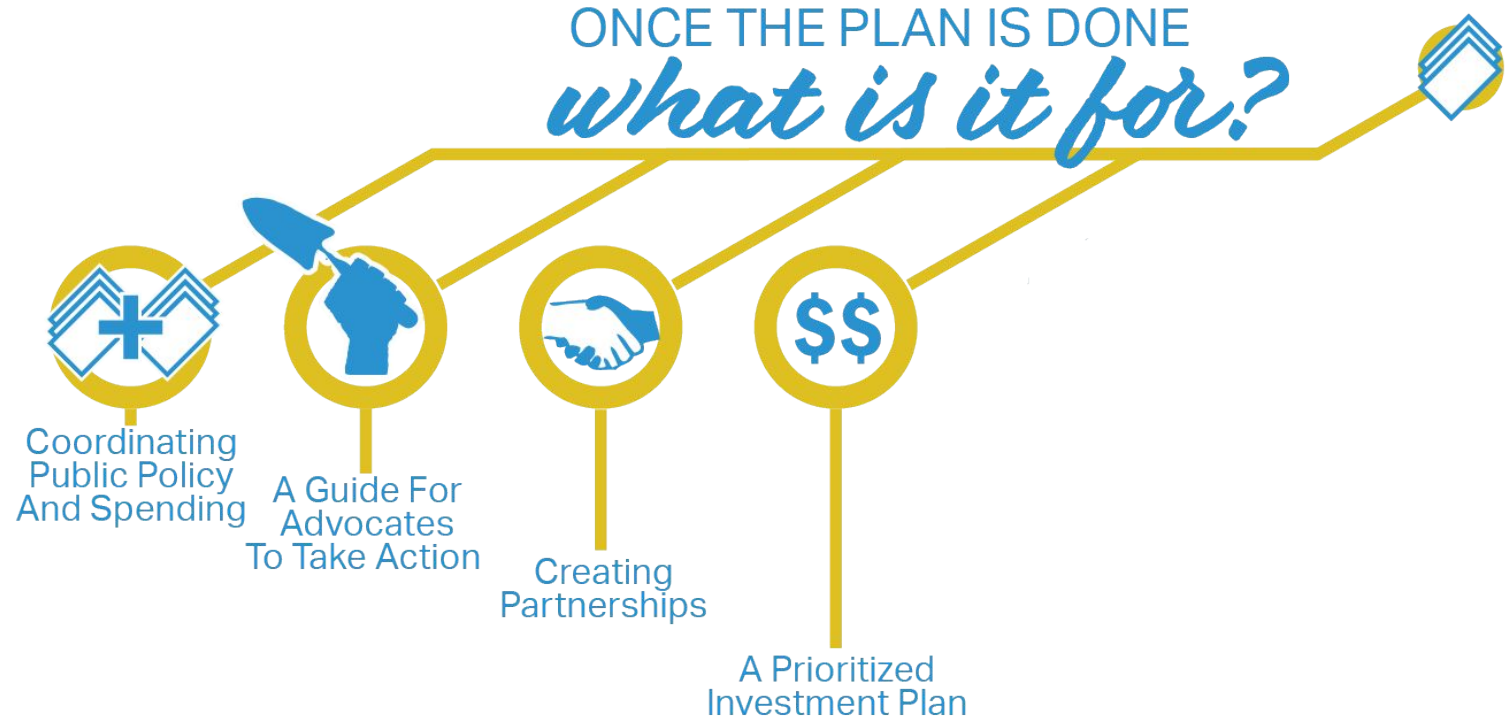 ONCE THE PLAN IS DONE
what is it for?
$$
Coordinating
Public Policy
And Spending
A Guide For
Advocates
To Take Action
Creating
Partnerships
A Prioritized
Investment Plan